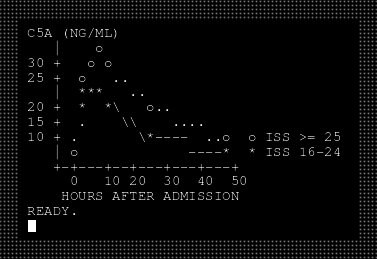 C5A (NG/ML)
     |     o
30 +    o o
25 +   o    ..
     |   ***    ..
20 +   *   *\    o..
15 +   .      \\     ....
10 + .         \*----   ..o   o ISS >= 25
     | o               ----*   * ISS 16-24
     +-+---+---+---+---+---+
       0    10 20  30   40   50
     HOURS AFTER ADMISSION
READY.